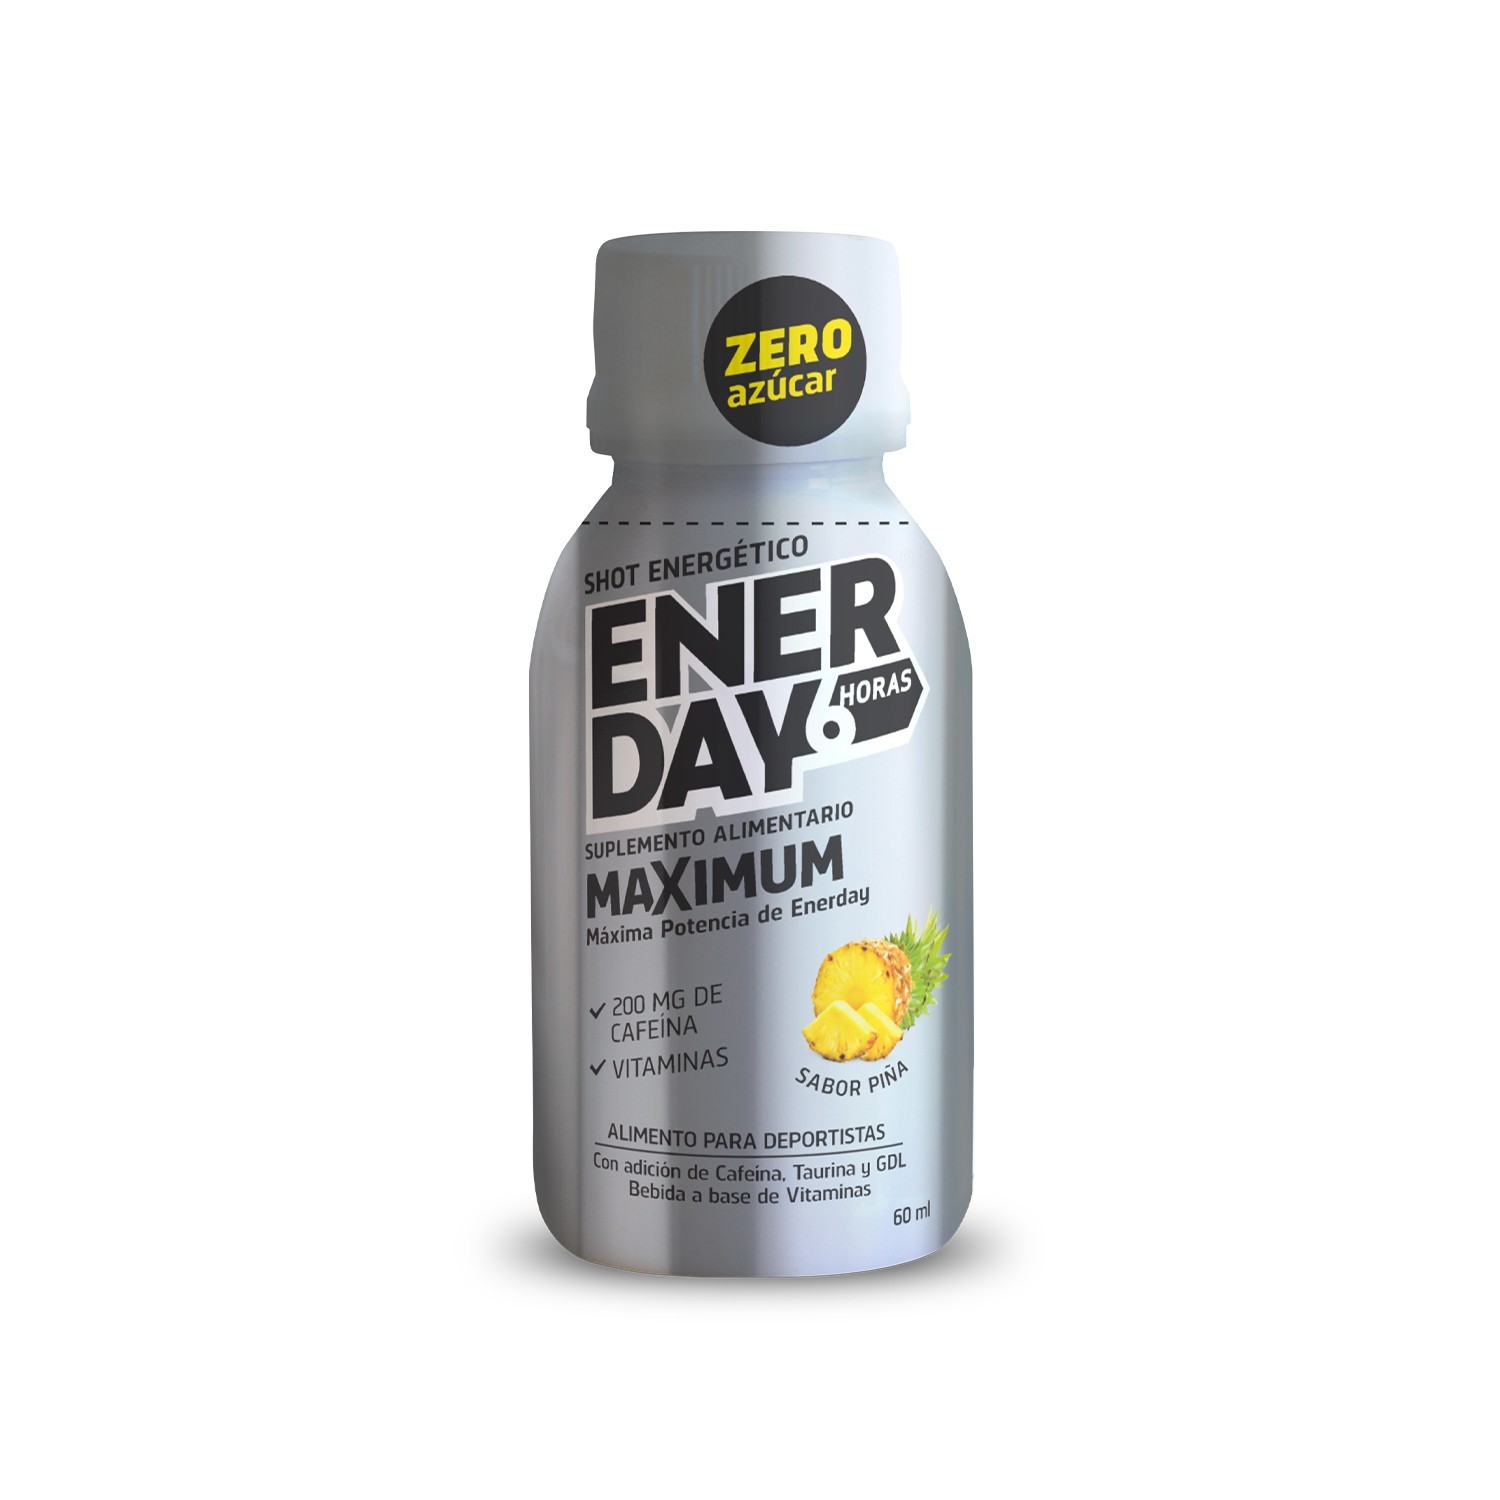 ZERO
azúcar
SHOT ENERGÉTICO
ENER
DAY 6 HORAS
SUPLEMENTO ALIMENTARIO
MAXIMUM
Máxima Potencia de Enerday
✓ 200 MG DE
CAFEÍNA
✓ VITAMINAS
SABOR PIÑA
ALIMENTO PARA DEPORTISTAS
Con adición de Cafeína, Taurina y GDL
Bebida a base de Vitaminas
60 ml